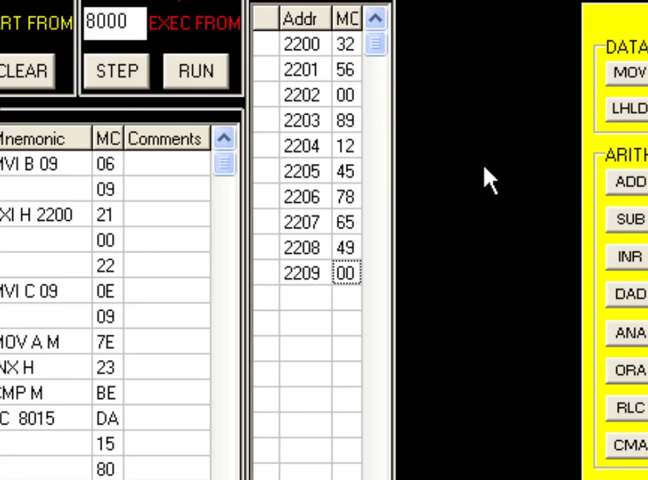 RT FROM 8000 EXEC FROM
CLEAR STEP RUN
Mnemonic MC Comments
MVI B 09 06
09
XI H 2200 21
00
22
MVI C 09 0E
09
MOV A M 7E
NX H 23
CMP M BE
C 8015 DA
15
80
Addr MC
2200 32
2201 56
2202 00
2203 89
2204 12
2205 45
2206 78
2207 65
2208 49
2209 00
DATA
MOV
LHLD
ARITH
ADD
SUB
INR
DAD
ANA
ORA
RLC
CMA